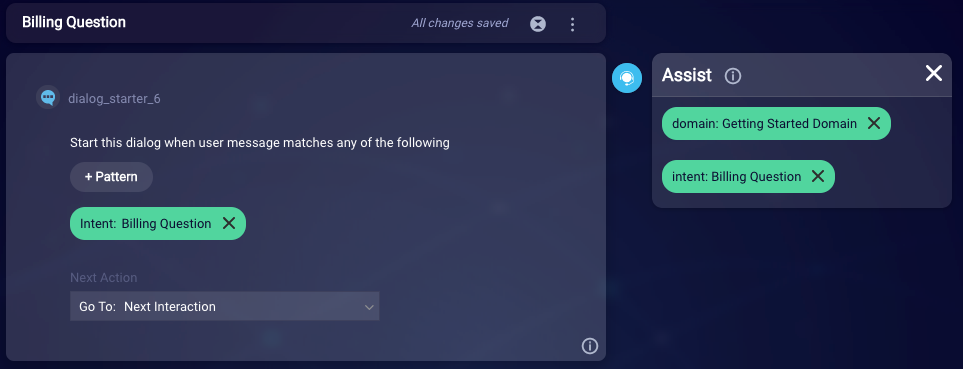 Billing Question
All changes saved
dialog_starter_6
Start this dialog when user message matches any of the following
+ Pattern
Intent: Billing Question
Next Action
Go To: Next Interaction
Assist
domain: Getting Started Domain
intent: Billing Question